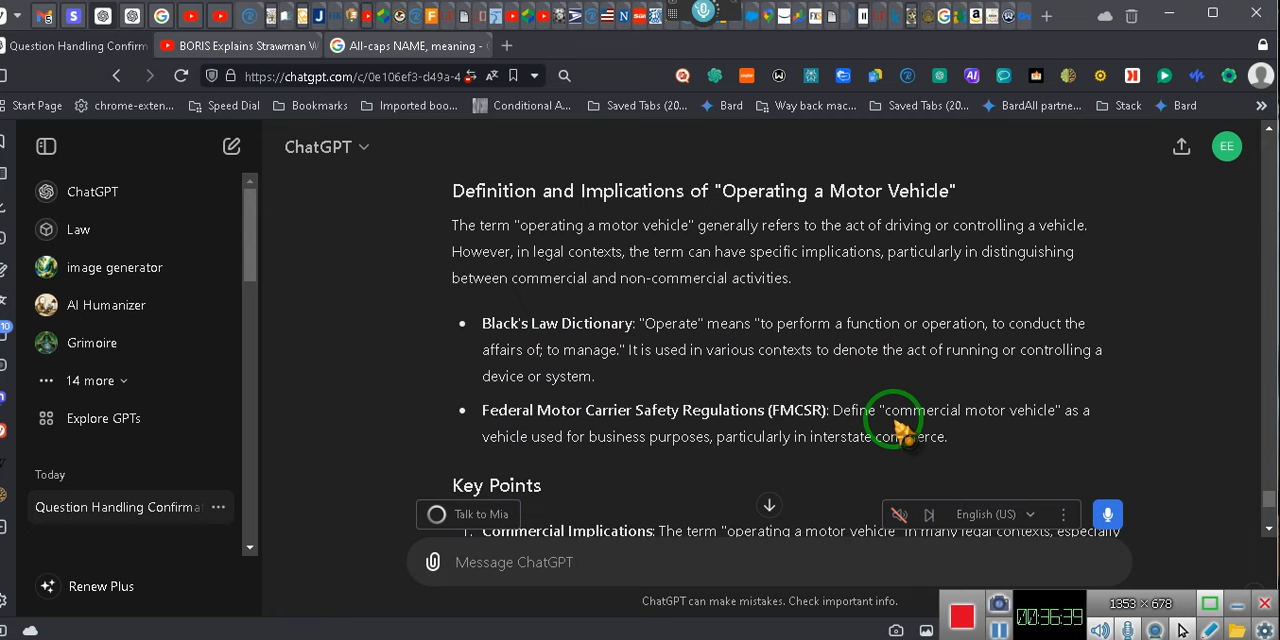 Question Handling Confirm
BORIS Explains Strawman W
All-caps NAME, meaning -
https://chatgpt.com/c/0e106ef3-d49a-4
Start Page
chrome-exten...
Speed Dial
Bookmarks
Imported boo...
Conditional A...
Saved Tabs (20...
Bard
Way back mac...
Saved Tabs (20...
BardAll partne...
Stack
Bard
ChatGPT
EE
ChatGPT
Law
image generator
AI Humanizer
Grimoire
14 more
Explore GPTs
Today
Question Handling Confirma
Renew Plus
Definition and Implications of "Operating a Motor Vehicle"
The term "operating a motor vehicle" generally refers to the act of driving or controlling a vehicle.
However, in legal contexts, the term can have specific implications, particularly in distinguishing
between commercial and non-commercial activities.
Black's Law Dictionary: "Operate" means "to perform a function or operation, to conduct the
affairs of; to manage." It is used in various contexts to denote the act of running or controlling a
device or system.
Federal Motor Carrier Safety Regulations (FMCSR): Define "commercial motor vehicle" as a
vehicle used for business purposes, particularly in interstate commerce.
Key Points
Talk to Mia
English (US)
1. Commercial Implications: The term "operating a motor vehicle" in many legal contexts, especially
Message ChatGPT
ChatGPT can make mistakes. Check important info.
1353 × 678
00:36:39